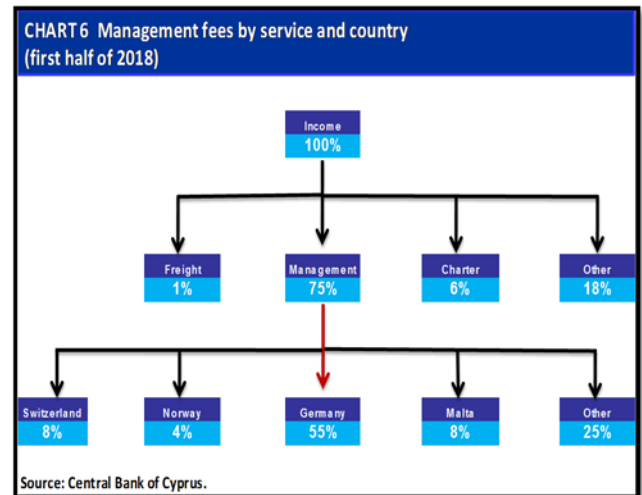 CHART 6 Management fees by service and country
(first half of 2018)
Income
100%
Freight
1%
Management
75%
Charter
6%
Other
18%
Switzerland
8%
Norway
4%
Germany
55%
Malta
8%
Other
25%
Source: Central Bank of Cyprus.